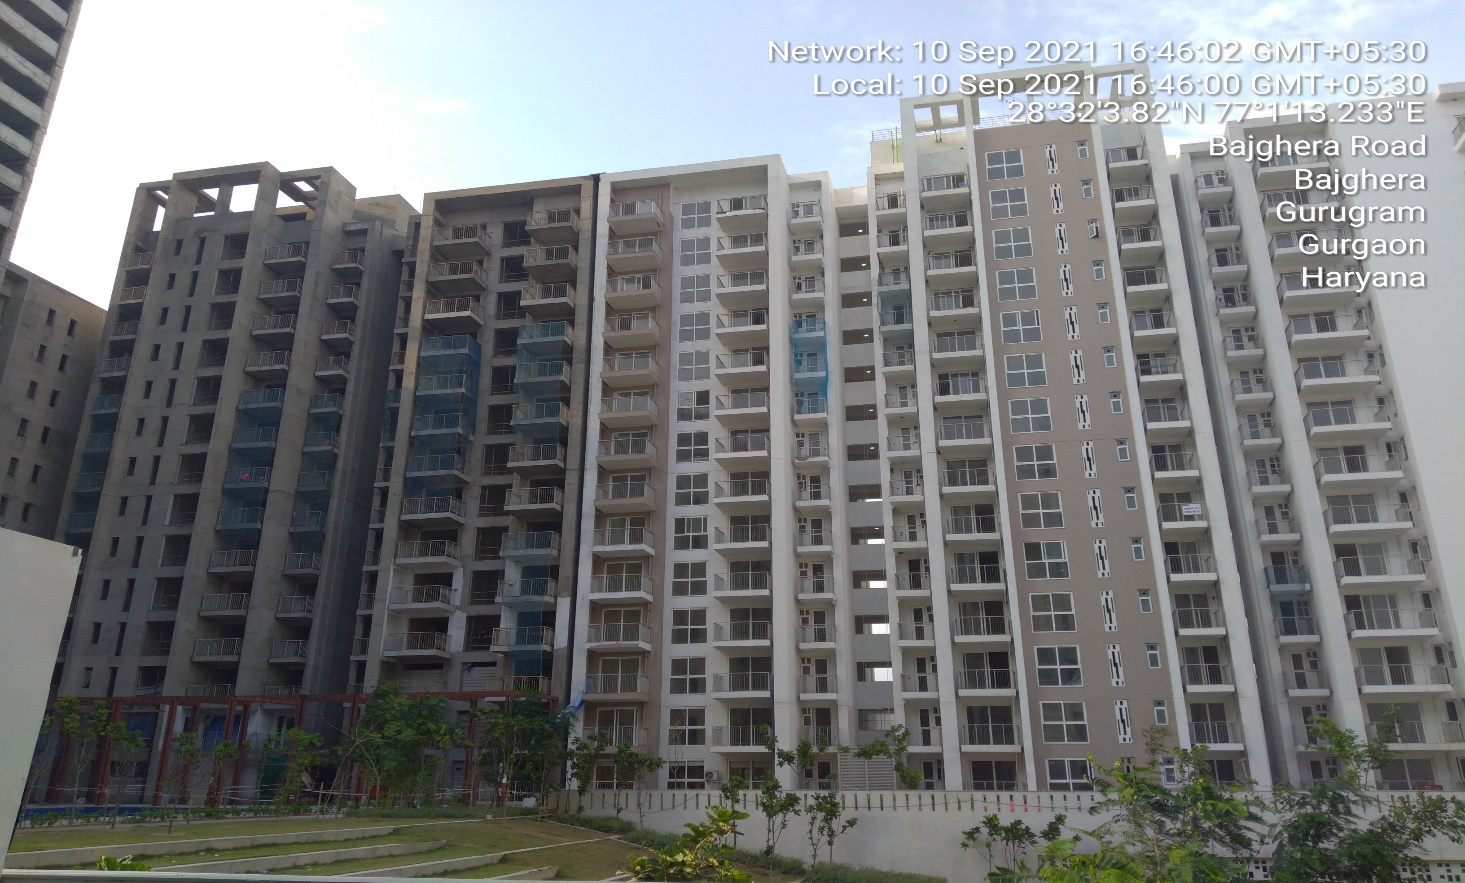 Network: 10 Sep 2021 16:46:02 GMT+05:30
Local: 10 Sep 2021 16:46:00 GMT+05:30
28°32'3.82"N 77°1'13.233"E
Bajghera Road
Bajghera
Gurugram
Gurgaon
Haryana